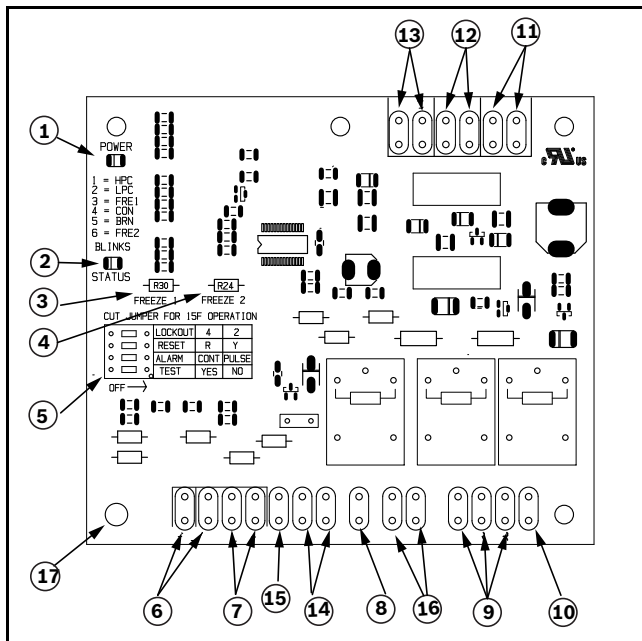 13 12 11
1
POWER
c RU US
1 = HPC
2 = LPC
3 = FRE1
4 = CON
5 = BRN
6 = FRE2
BLINKS
2
STATUS
R30 R24
3 FREEZE 1 FREEZE 2
CUT JUMPER FOR 15F OPERATION
4
LOCKOUT 4 2
RESET R Y
ALARM CONT PULSE
TEST YES NO
OFF
5
17 6 7 15 14 8 16 9 10